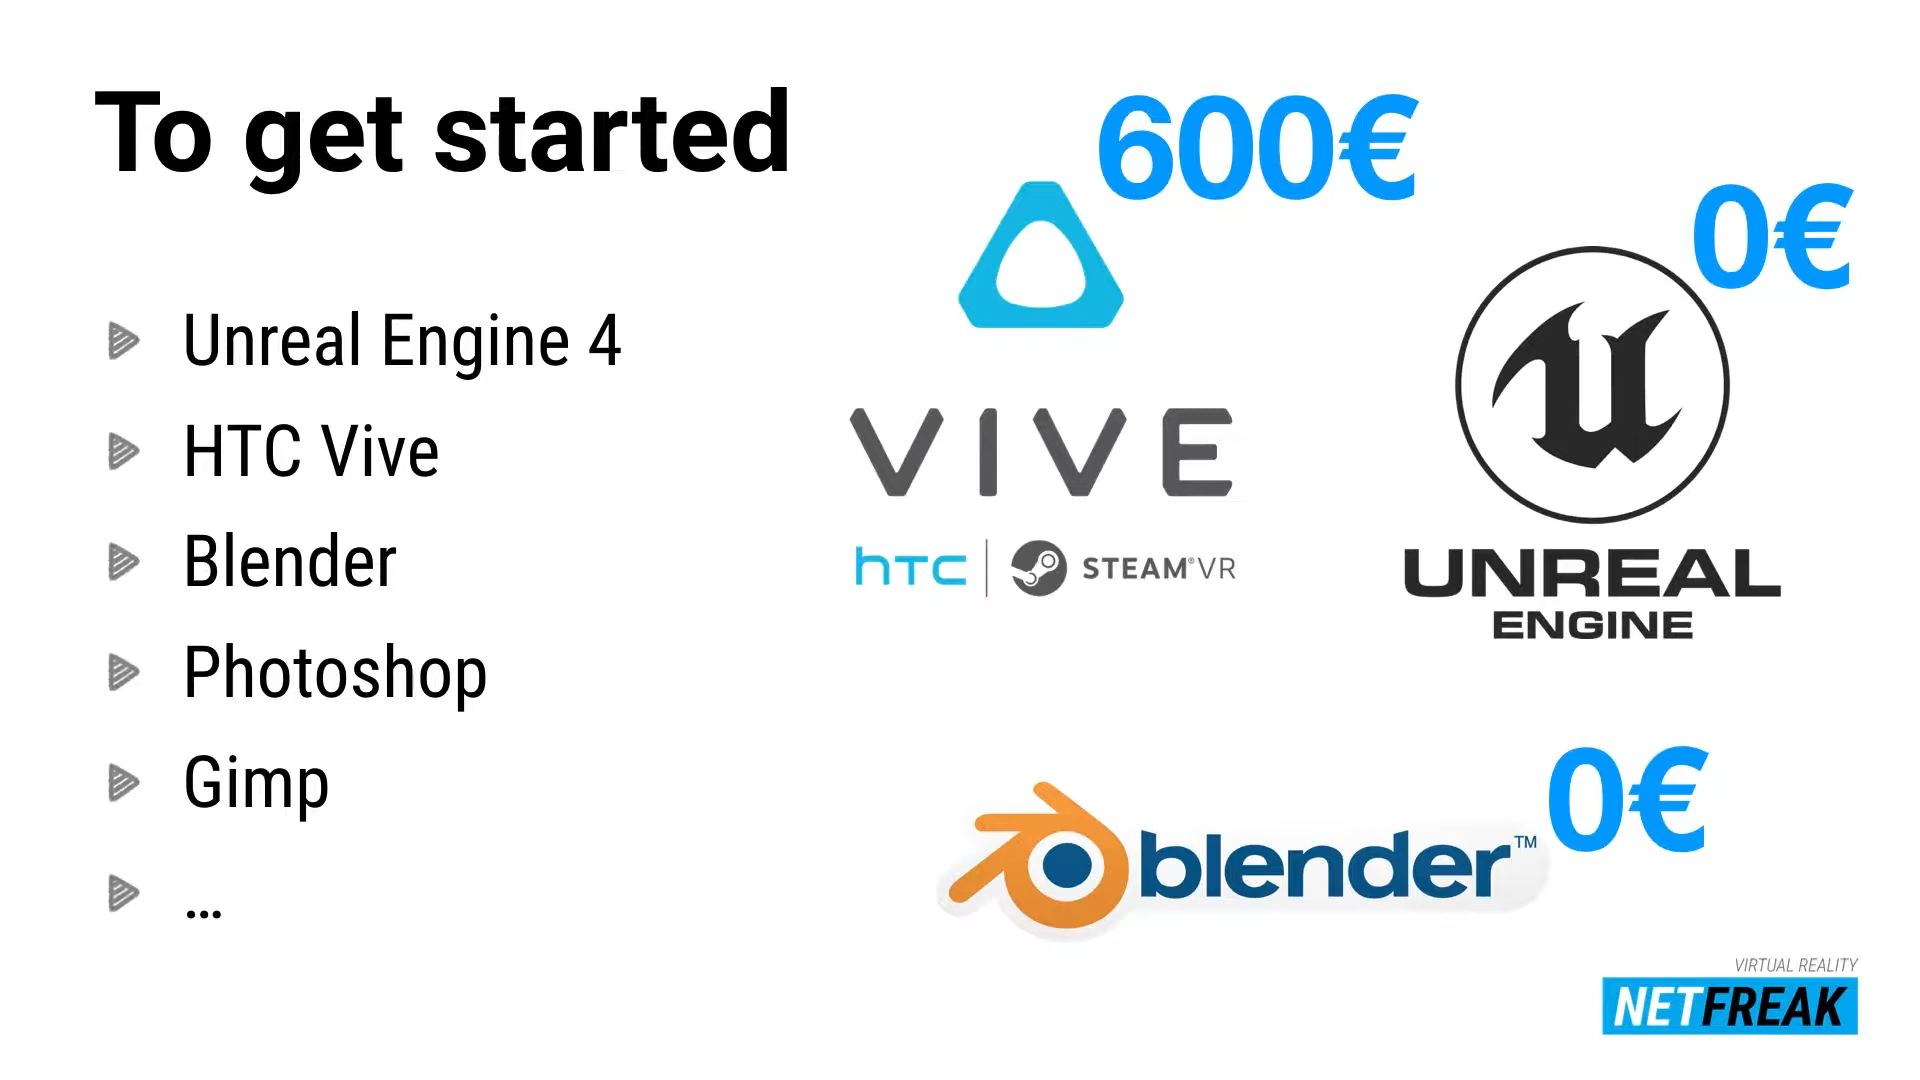 To get started
Unreal Engine 4
HTC Vive
Blender
Photoshop
Gimp
...
600€
VIVE
hTC | STEAM®VR
0€
UNREAL
ENGINE
0€
blender™
VIRTUAL REALITY
NETFREAK